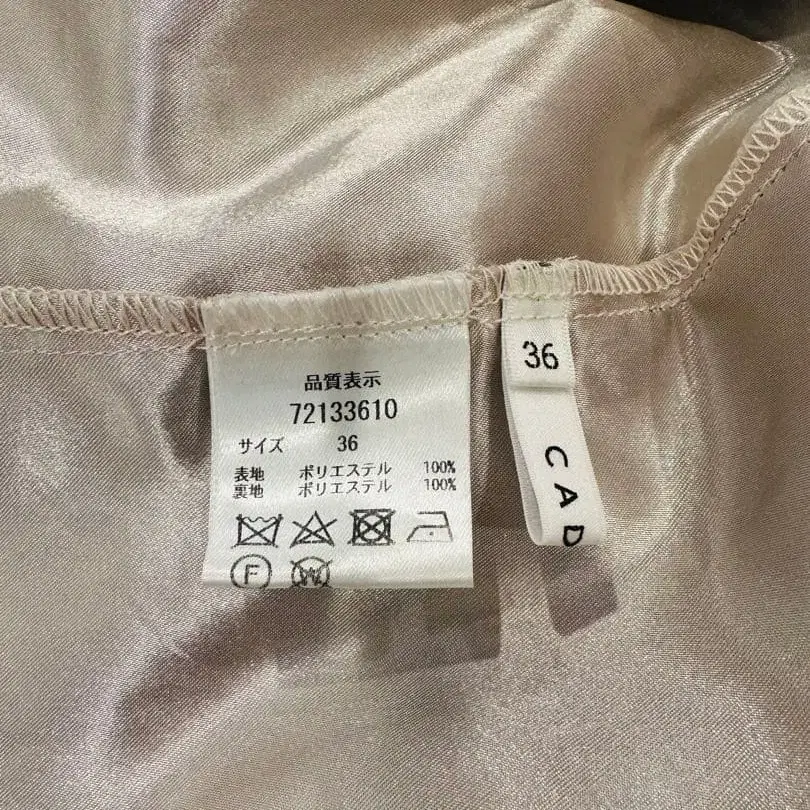 品質表示
72133610
サイズ 36
表地 ポリエステル 100%
裏地 ポリエステル 100%
F
W
36
CAD